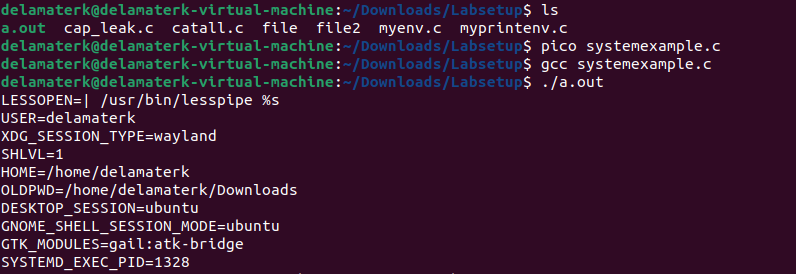 delamaterk@delamaterk-virtual-machine:~/Downloads/Labsetup$ ls
a.out  cap_leak.c  catall.c  file  file2  myenv.c  myprintenv.c
delamaterk@delamaterk-virtual-machine:~/Downloads/Labsetup$ pico systemexample.c
delamaterk@delamaterk-virtual-machine:~/Downloads/Labsetup$ gcc systemexample.c
delamaterk@delamaterk-virtual-machine:~/Downloads/Labsetup$ ./a.out
LESSOPEN=| /usr/bin/lesspipe %s
USER=delamaterk
XDG_SESSION_TYPE=wayland
SHLVL=1
HOME=/home/delamaterk
OLDPWD=/home/delamaterk/Downloads
DESKTOP_SESSION=ubuntu
GNOME_SHELL_SESSION_MODE=ubuntu
GTK_MODULES=gail:atk-bridge
SYSTEMD_EXEC_PID=1328